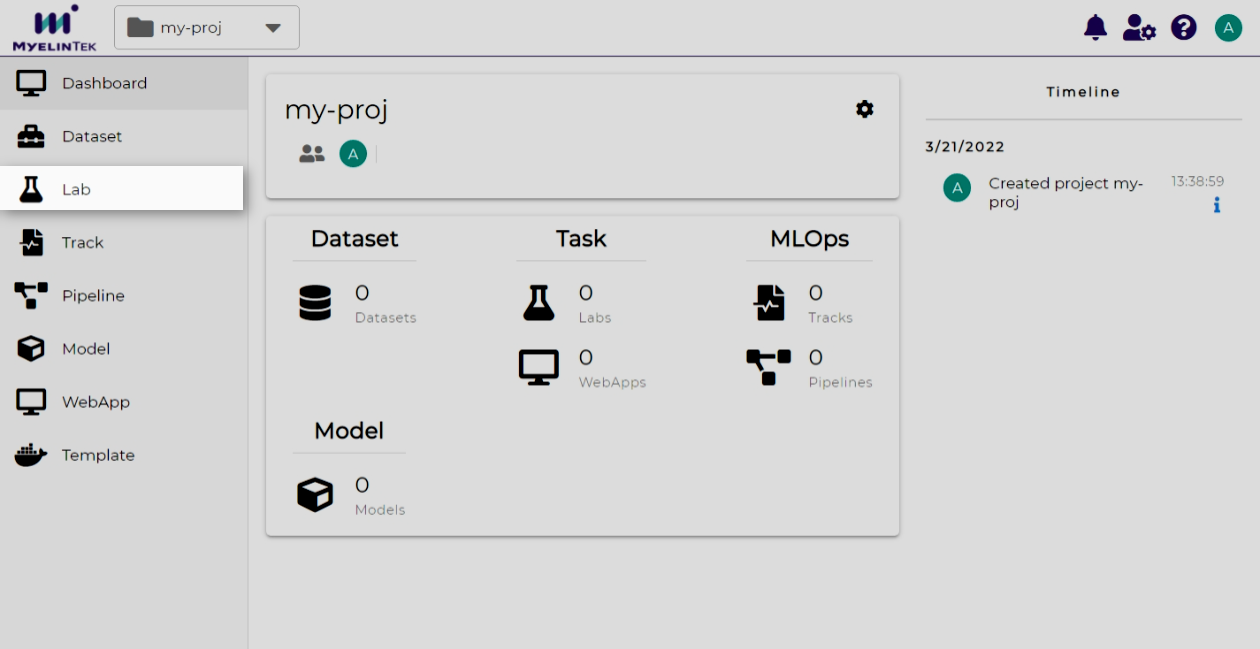 MYELINTEK
my-proj
A
Dashboard
Dataset
Lab
Track
Pipeline
Model
WebApp
Template
my-proj
A
Dataset
0
Datasets
Task
0
Labs
0
WebApps
MLOps
0
Tracks
0
Pipelines
Model
0
Models
Timeline
3/21/2022
A
Created project my-
proj
13:38:59